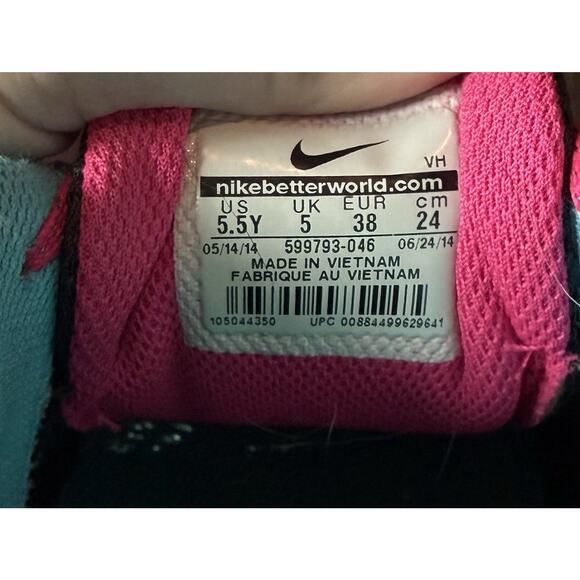 VH
nikebetterworld.com
US UK EUR cm
5.5Y 5 38 24
05/14/14 599793-046 06/24/14
MADE IN VIETNAM
FABRIQUE AU VIETNAM
105044350 UPC 00884499629641